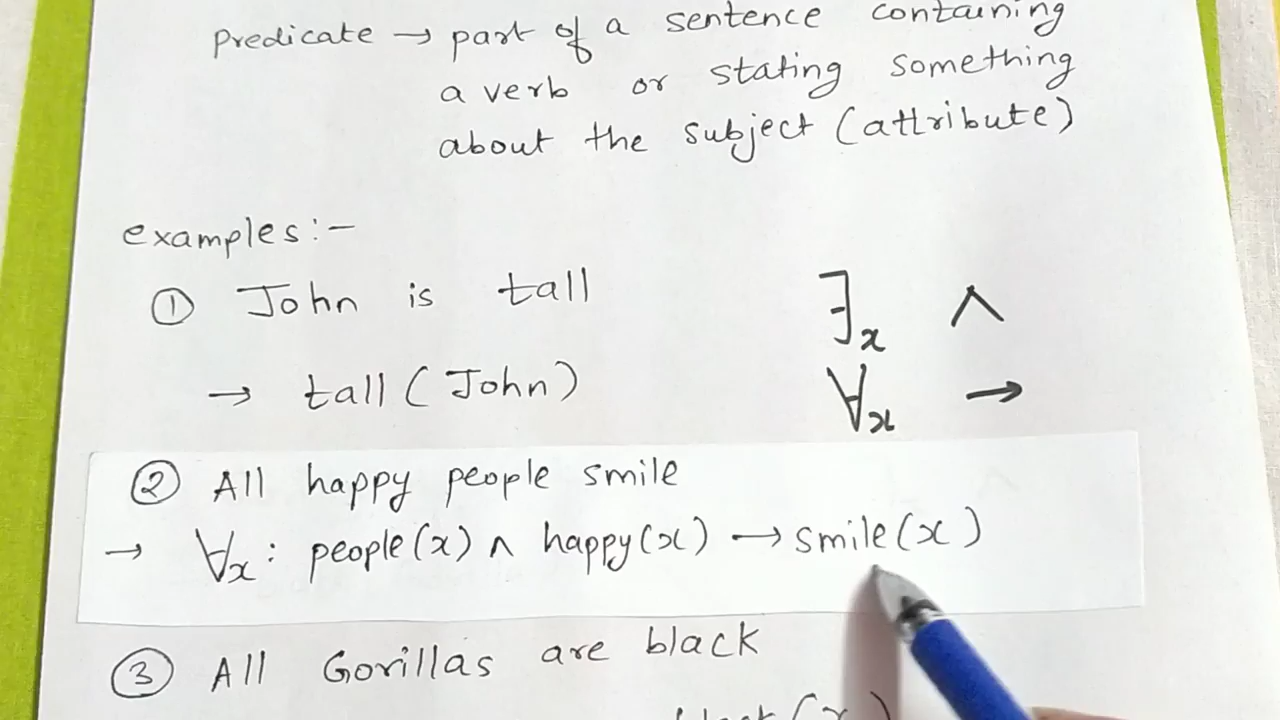 predicate → part of a sentence containing
a verb or stating something
about the subject (attribute)
examples:-
① John is tall
→ tall (John)
∃x ∧
∀x →
② All happy people smile
→ ∀x: people(x) ∧ happy(x) → smile(x)
③ All Gorillas are black
(x)